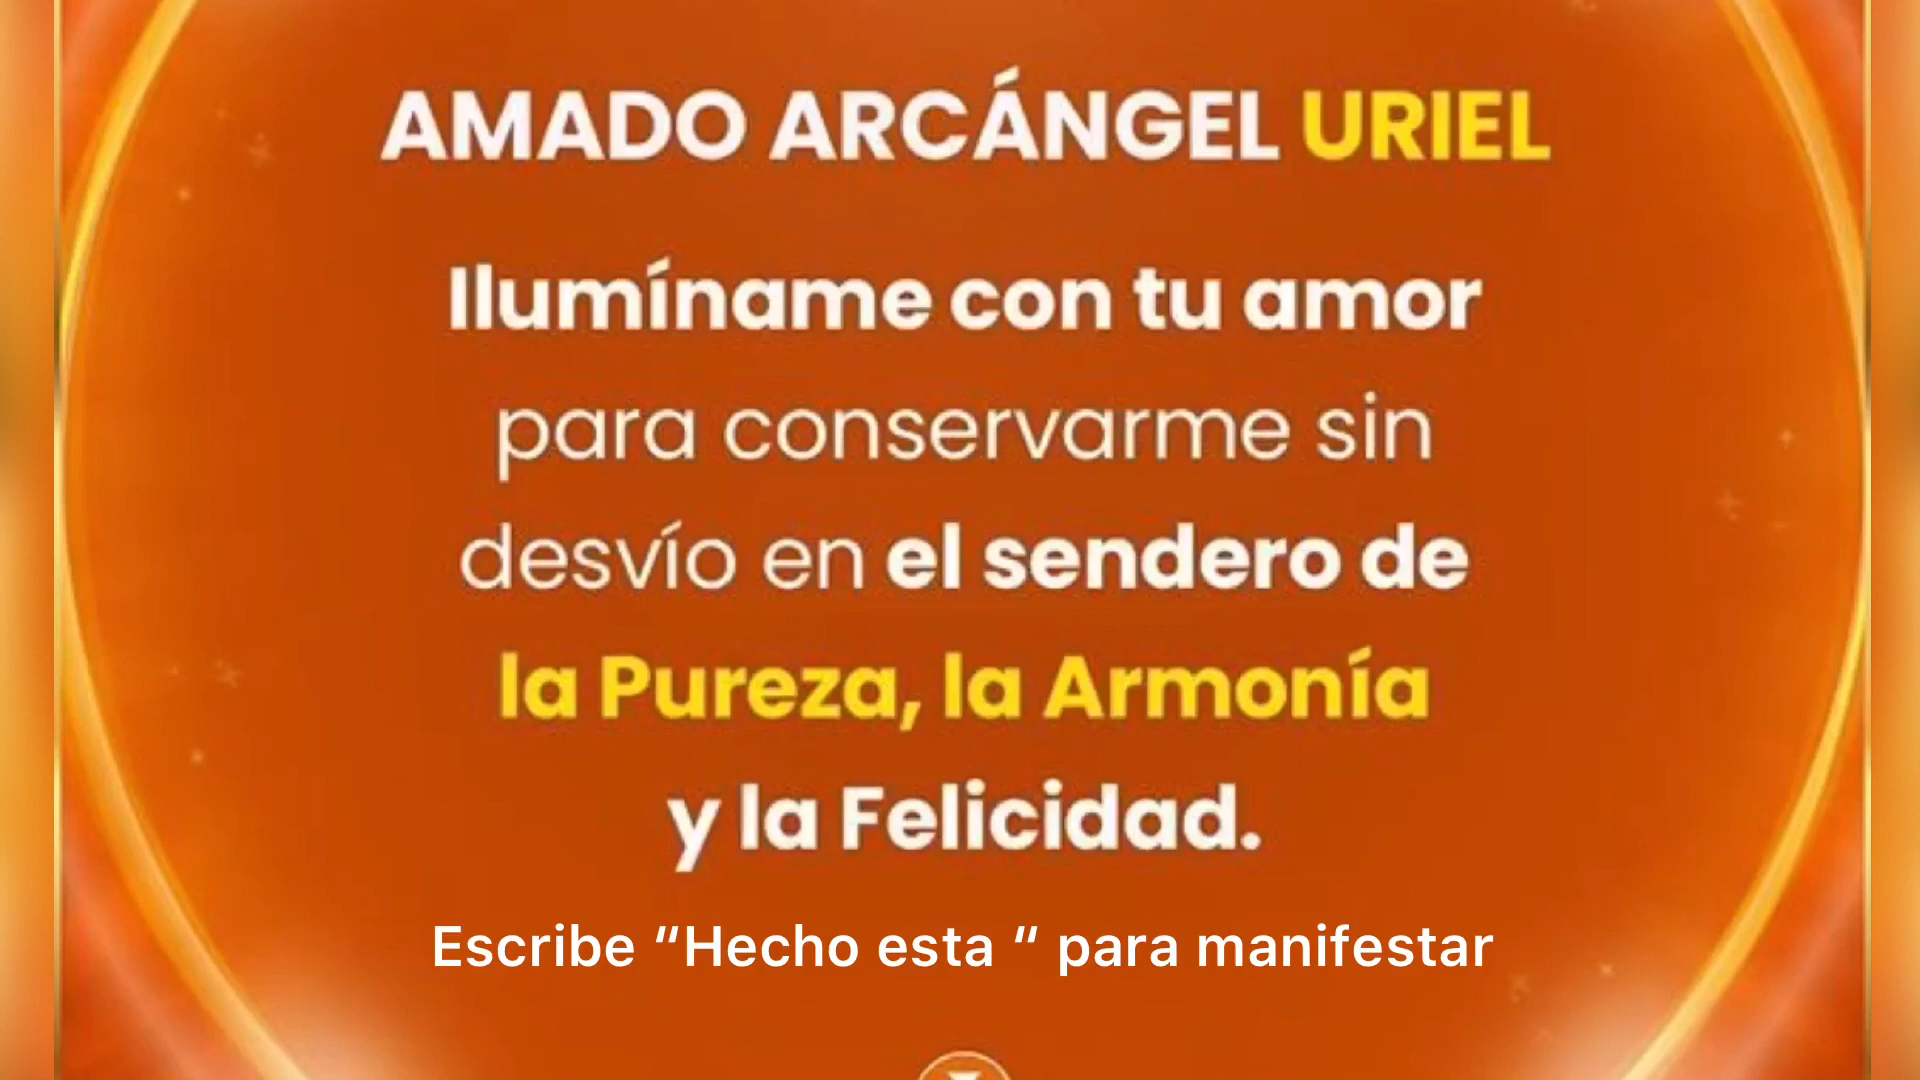 AMADO ARCÁNGEL URIEL
Ilumíname con tu amor
para conservarme sin
desvío en el sendero de
la Pureza, la Armonía
y la Felicidad.
Escribe “Hecho esta “ para manifestar